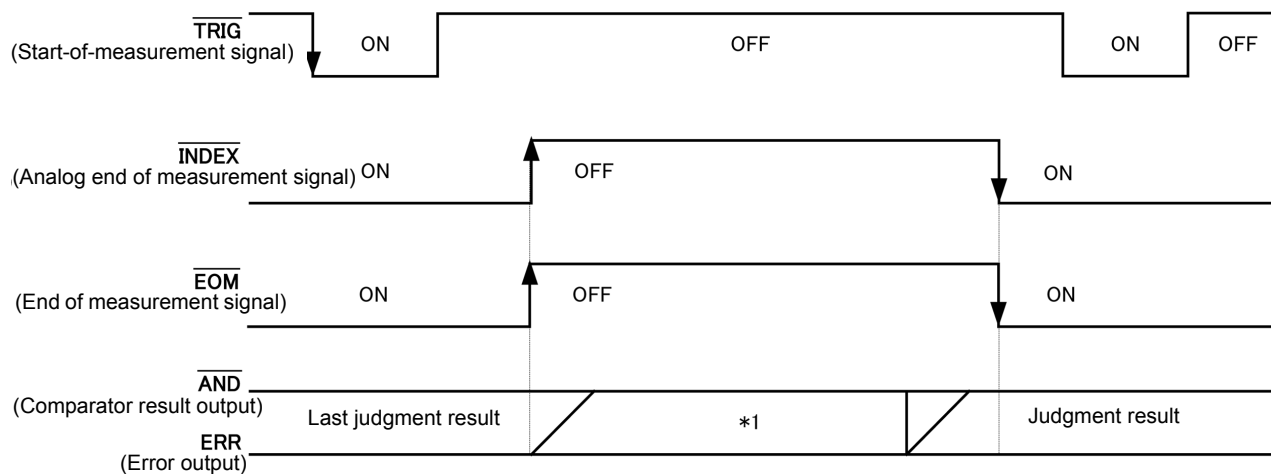 TRIG
(Start-of-measurement signal)
ON
OFF
ON
OFF
INDEX
(Analog end of measurement signal)
ON
OFF
ON
EOM
(End of measurement signal)
ON
OFF
ON
AND
(Comparator result output)
Last judgment result
*1
Judgment result
ERR
(Error output)